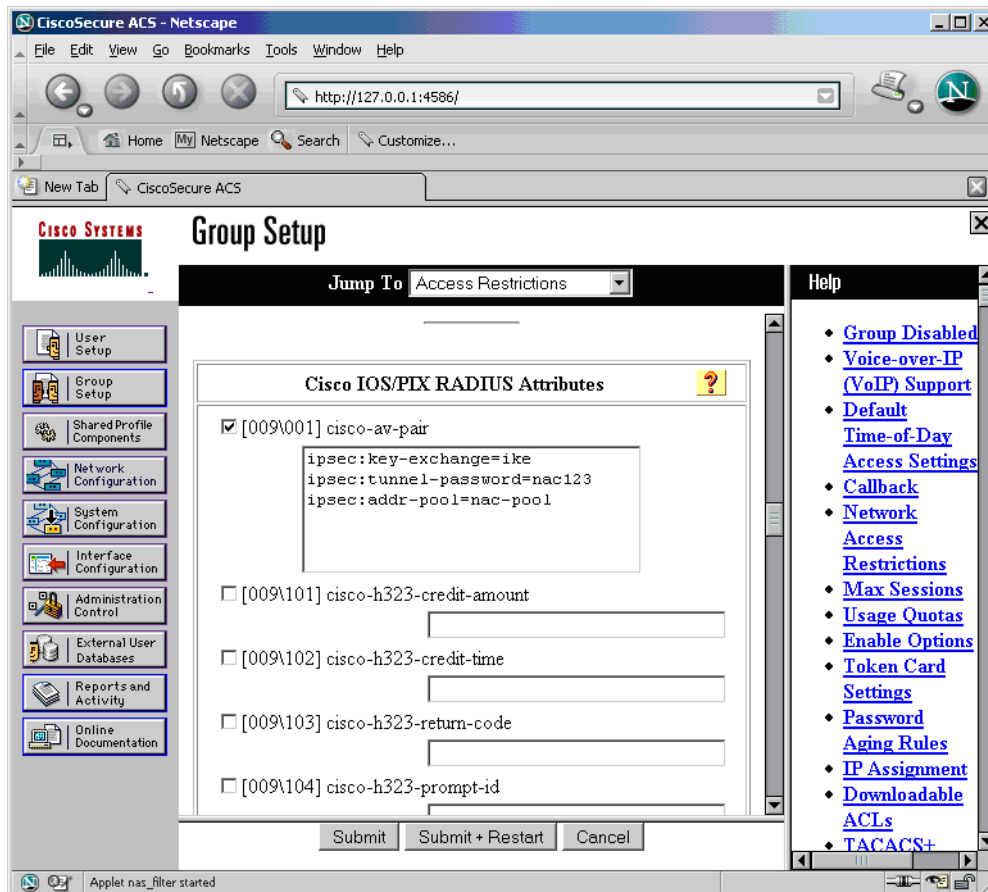 CiscoSecure ACS - Netscape
File Edit View Go Bookmarks Tools Window Help
http://127.0.0.1:4586/
N
Home My Netscape Search Customize...
New Tab CiscoSecure ACS
CISCO SYSTEMS
Group Setup
Jump To Access Restrictions
Help
User
Setup
Group
Setup
Shared Profile
Components
Network
Configuration
System
Configuration
Interface
Configuration
Administration
Control
External User
Databases
Reports and
Activity
Online
Documentation
Cisco IOS/PIX RADIUS Attributes ?
[009\001] cisco-av-pair
ipsec:key-exchange=ike
ipsec:tunnel-password=nac123
ipsec:addr-pool=nac-pool
[009\101] cisco-h323-credit-amount
[009\102] cisco-h323-credit-time
[009\103] cisco-h323-return-code
[009\104] cisco-h323-prompt-id
Submit Submit + Restart Cancel
Group Disabled
Voice-over-IP
(VoIP) Support
Default
Time-of-Day
Access Settings
Callback
Network
Access
Restrictions
Max Sessions
Usage Quotas
Enable Options
Token Card
Settings
Password
Aging Rules
IP Assignment
Downloadable
ACLs
TACACS+
Applet nas_filter started